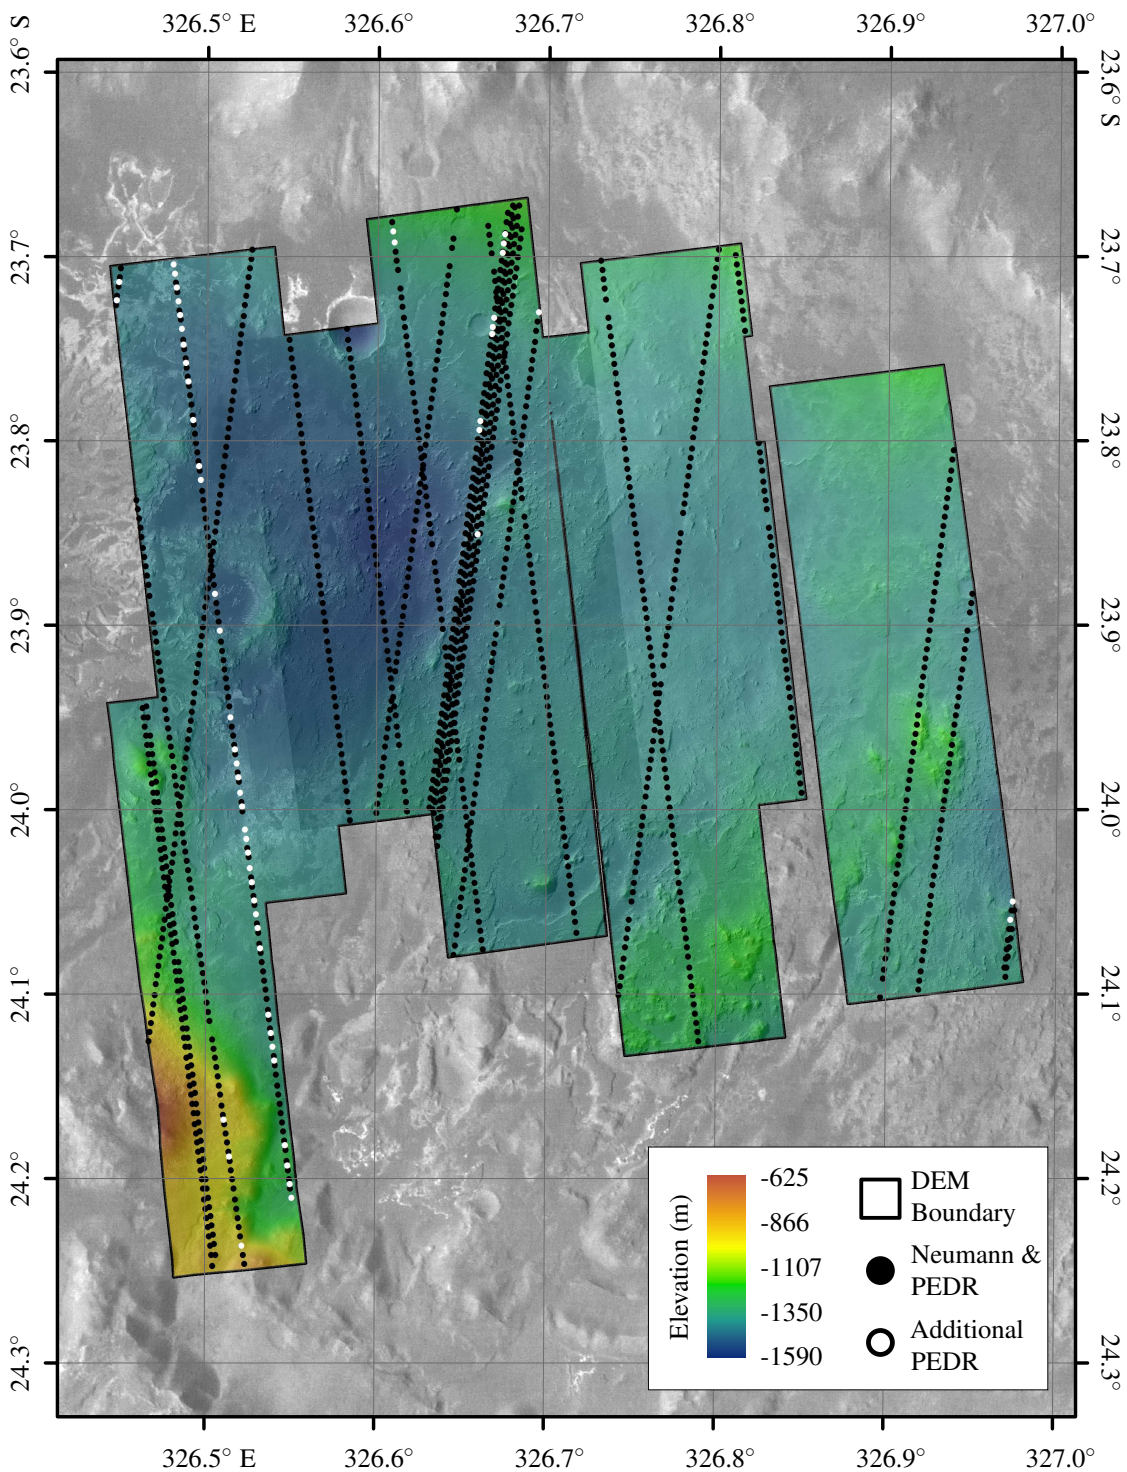 326.5° E 326.6° 326.7° 326.8° 326.9° 327.0°
23.6° S
23.7°
23.8°
23.9°
24.0°
24.1°
24.2°
24.3°
23.6° S
23.7°
23.8°
23.9°
24.0°
24.1°
24.2°
24.3°
Elevation (m)
-625
-866
-1107
-1350
-1590
DEM
Boundary
Neumann &
PEDR
Additional
PEDR
326.5° E 326.6° 326.7° 326.8° 326.9° 327.0°